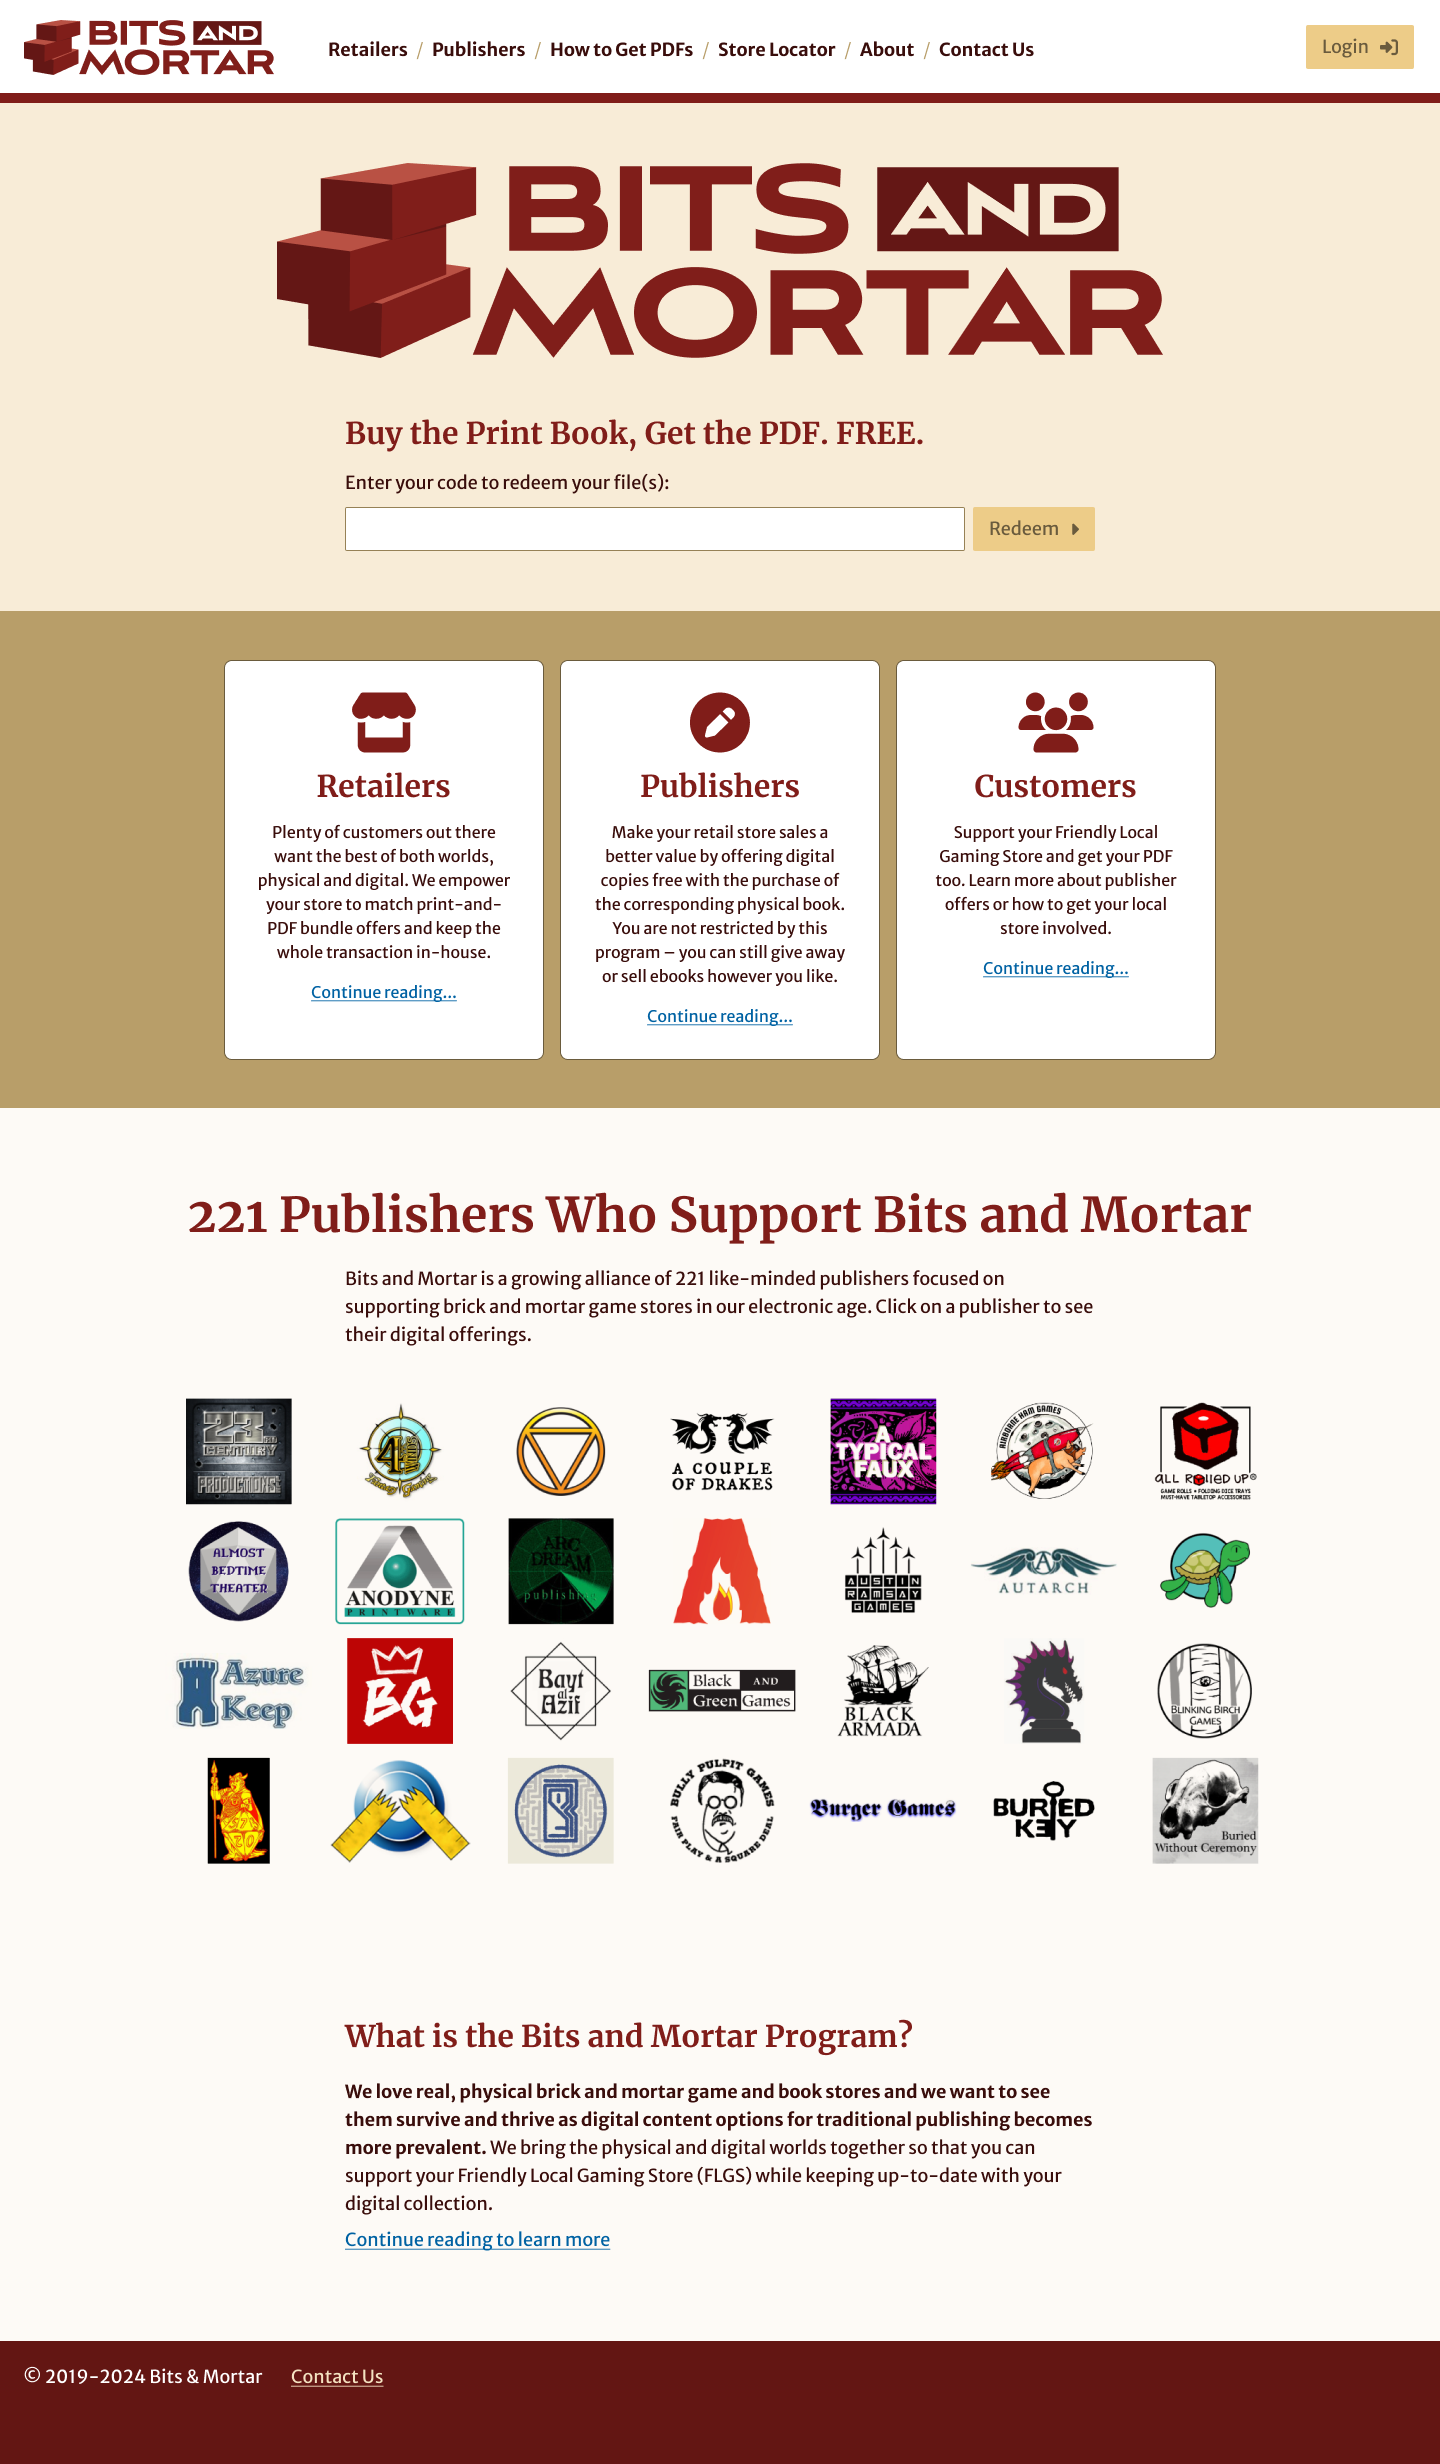 BITS AND
MORTAR
Retailers / Publishers / How to Get PDFs / Store Locator / About / Contact Us
Login
BITS AND
MORTAR
Buy the Print Book, Get the PDF. FREE.
Enter your code to redeem your file(s):
Redeem
Retailers
Plenty of customers out there
want the best of both worlds,
physical and digital. We empower
your store to match print-and-
PDF bundle offers and keep the
whole transaction in-house.
Continue reading...
Publishers
Make your retail store sales a
better value by offering digital
copies free with the purchase of
the corresponding physical book.
You are not restricted by this
program – you can still give away
or sell ebooks however you like.
Continue reading...
Customers
Support your Friendly Local
Gaming Store and get your PDF
too. Learn more about publisher
offers or how to get your local
store involved.
Continue reading...
221 Publishers Who Support Bits and Mortar
Bits and Mortar is a growing alliance of 221 like-minded publishers focused on
supporting brick and mortar game stores in our electronic age. Click on a publisher to see
their digital offerings.
23rd
CENTURY
PRODUCTIONS LLC
4
WINDS
Fantasy Gaming
A COUPLE
OF DRAKES
A
TYPICAL
FAUX
AIRBORNE HAM GAMES
ALL ROLLED UP®
GAME ROLLS • FOLDING DICE TRAYS
MUST-HAVE TABLETOP ACCESSORIES
ALMOST
BEDTIME
THEATER
ANODYNE
PRINTWARE
ARC
DREAM
publishing
AUSTIN
RAMSAY
GAMES
AUTARCH
Azure
Keep
BG
Bayt
al
Azif
Black AND
Green Games
BLACK
ARMADA
BLINKING BIRCH
GAMES
BULLY PULPIT GAMES
FAIR PLAY & A SQUARE DEAL
Burger Games
BURIED
KEY
Buried
Without Ceremony
What is the Bits and Mortar Program?
We love real, physical brick and mortar game and book stores and we want to see
them survive and thrive as digital content options for traditional publishing becomes
more prevalent. We bring the physical and digital worlds together so that you can
support your Friendly Local Gaming Store (FLGS) while keeping up-to-date with your
digital collection.
Continue reading to learn more
© 2019-2024 Bits & Mortar Contact Us